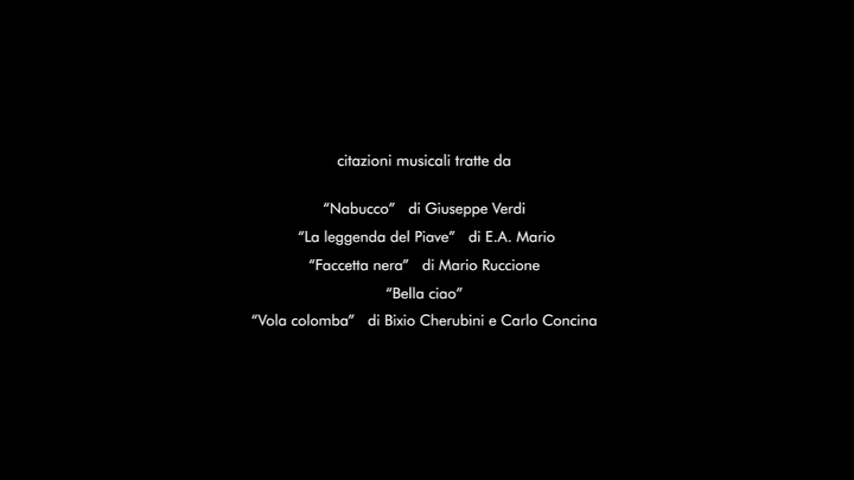 citazioni musicali tratte da
“Nabucco” di Giuseppe Verdi
“La leggenda del Piave” di E.A. Mario
“Faccetta nera” di Mario Ruccione
“Bella ciao”
“Vola colomba” di Bixio Cherubini e Carlo Concina